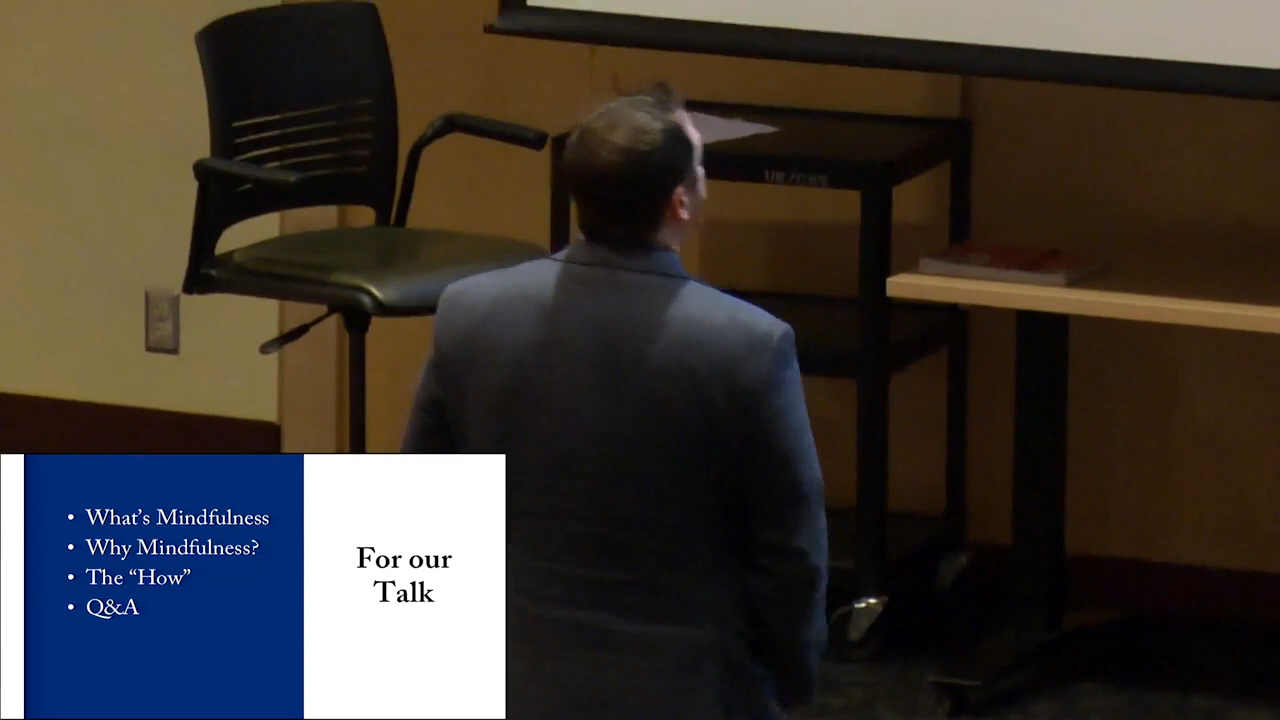 • What's Mindfulness
• Why Mindfulness?
• The “How”
• Q&A
For our
Talk